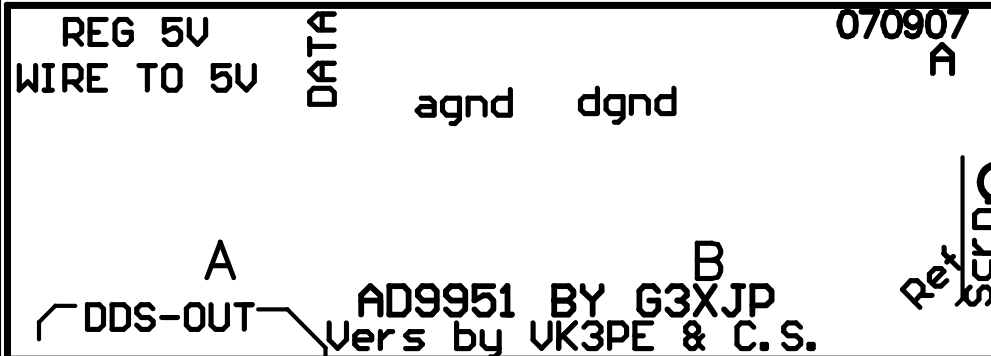 REG 5V
WIRE TO 5V
DATA
070907
A
agnd
dgnd
A
B
Ref
DDS-OUT
AD9951 BY G3XJP
Vers by VK3PE & C.S.